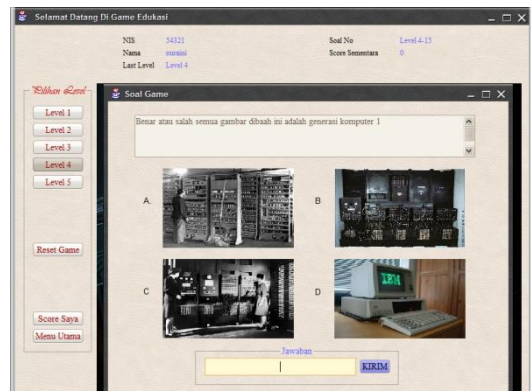 Selamat Datang Di Game Edukasi
NIS 54321 Soal No Level 4-15
Nama nuraini Score Sementara 0
Last Level Level 4
Pilihan Level
Level 1
Level 2
Level 3
Level 4
Level 5
Reset Game
Score Saya
Menu Utama
Soal Game
Benar atau salah semua gambar dibaah ini adalah generasi komputer 1
A.
B
C
D
IBM
Jawaban
KIRIM